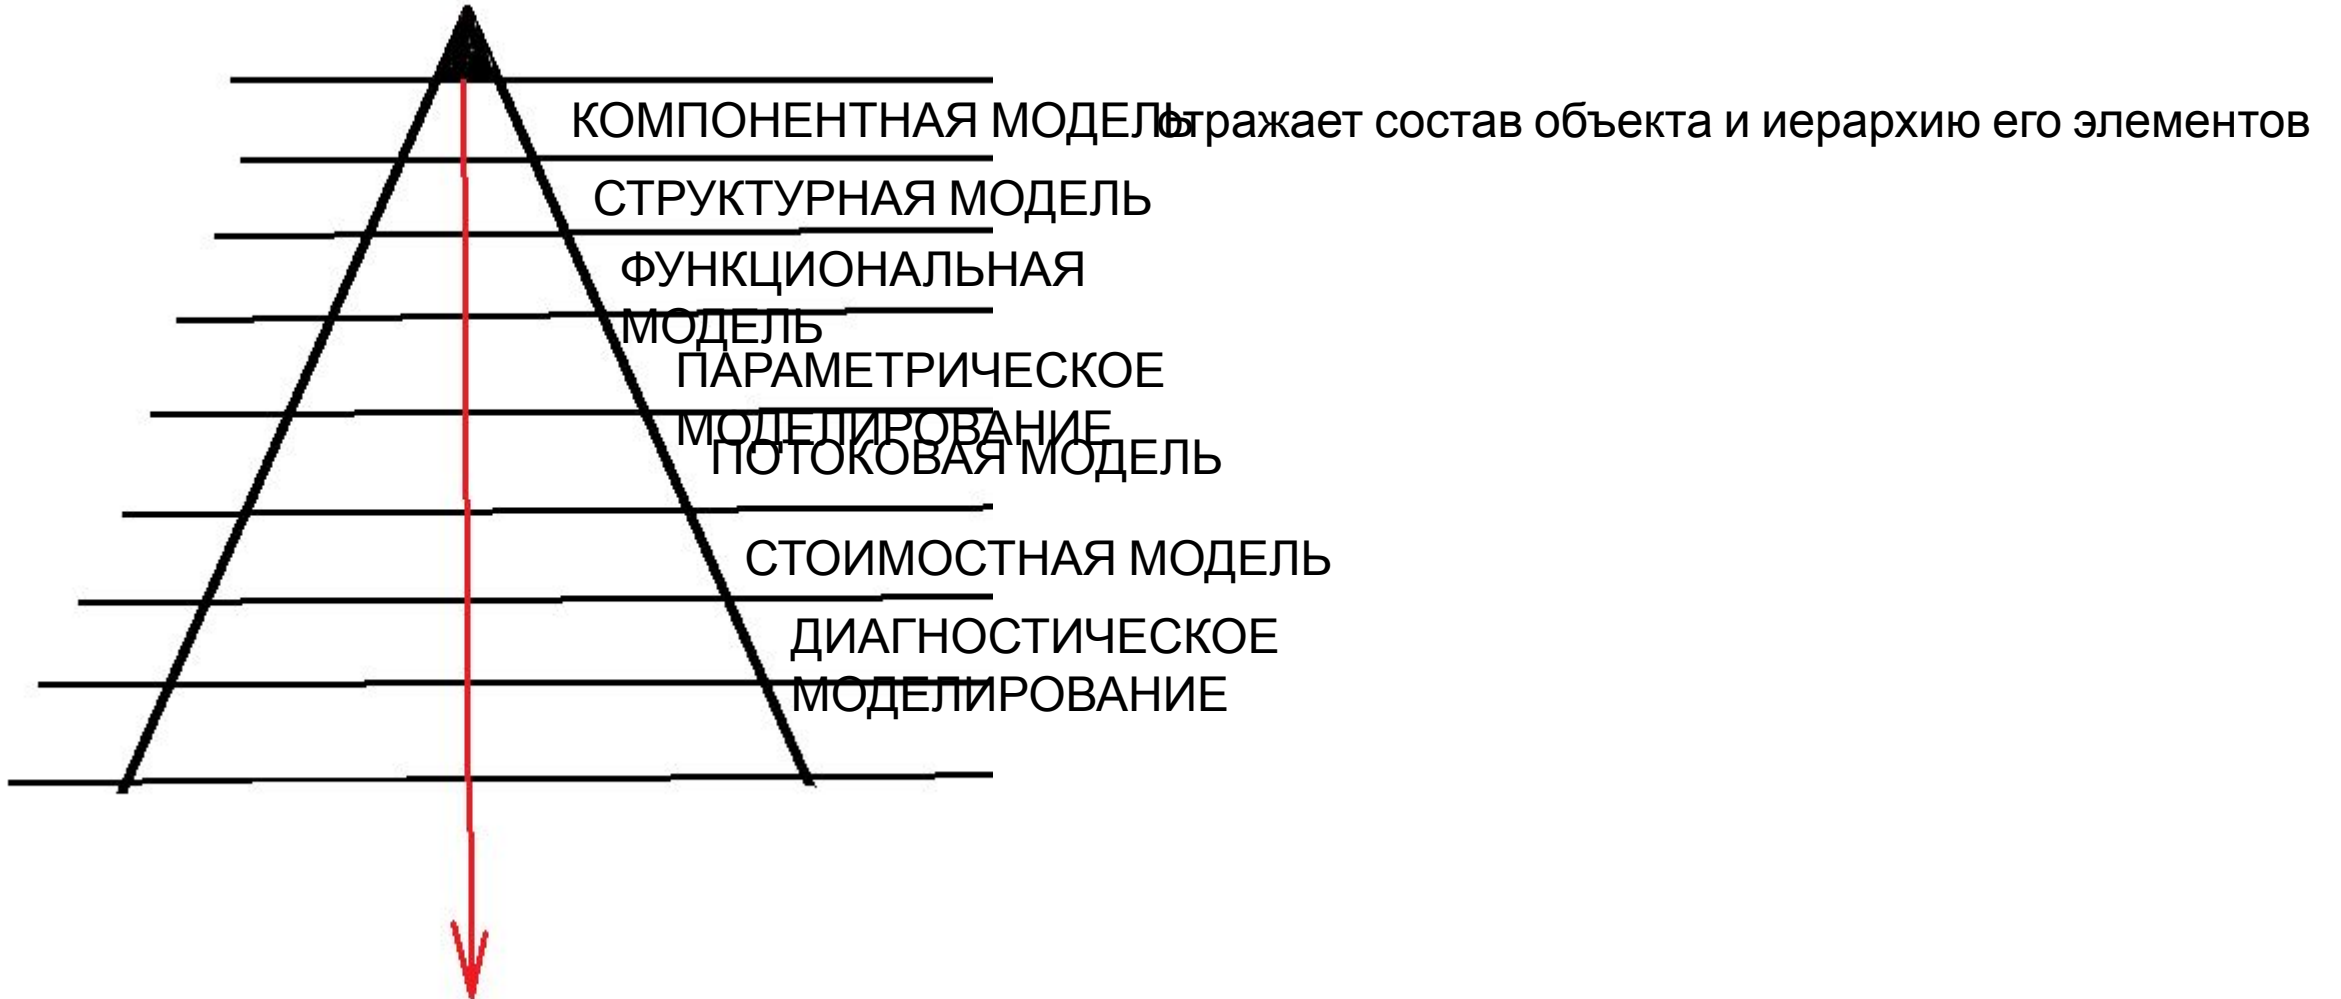 КОМПОНЕНТНАЯ МОДЕЛЬ отражает состав объекта и иерархию его элементов
СТРУКТУРНАЯ МОДЕЛЬ
ФУНКЦИОНАЛЬНАЯ
МОДЕЛЬ
ПАРАМЕТРИЧЕСКОЕ
МОДЕЛИРОВАНИЕ
ПОТОКОВАЯ МОДЕЛЬ
СТОИМОСТНАЯ МОДЕЛЬ
ДИАГНОСТИЧЕСКОЕ
МОДЕЛИРОВАНИЕ